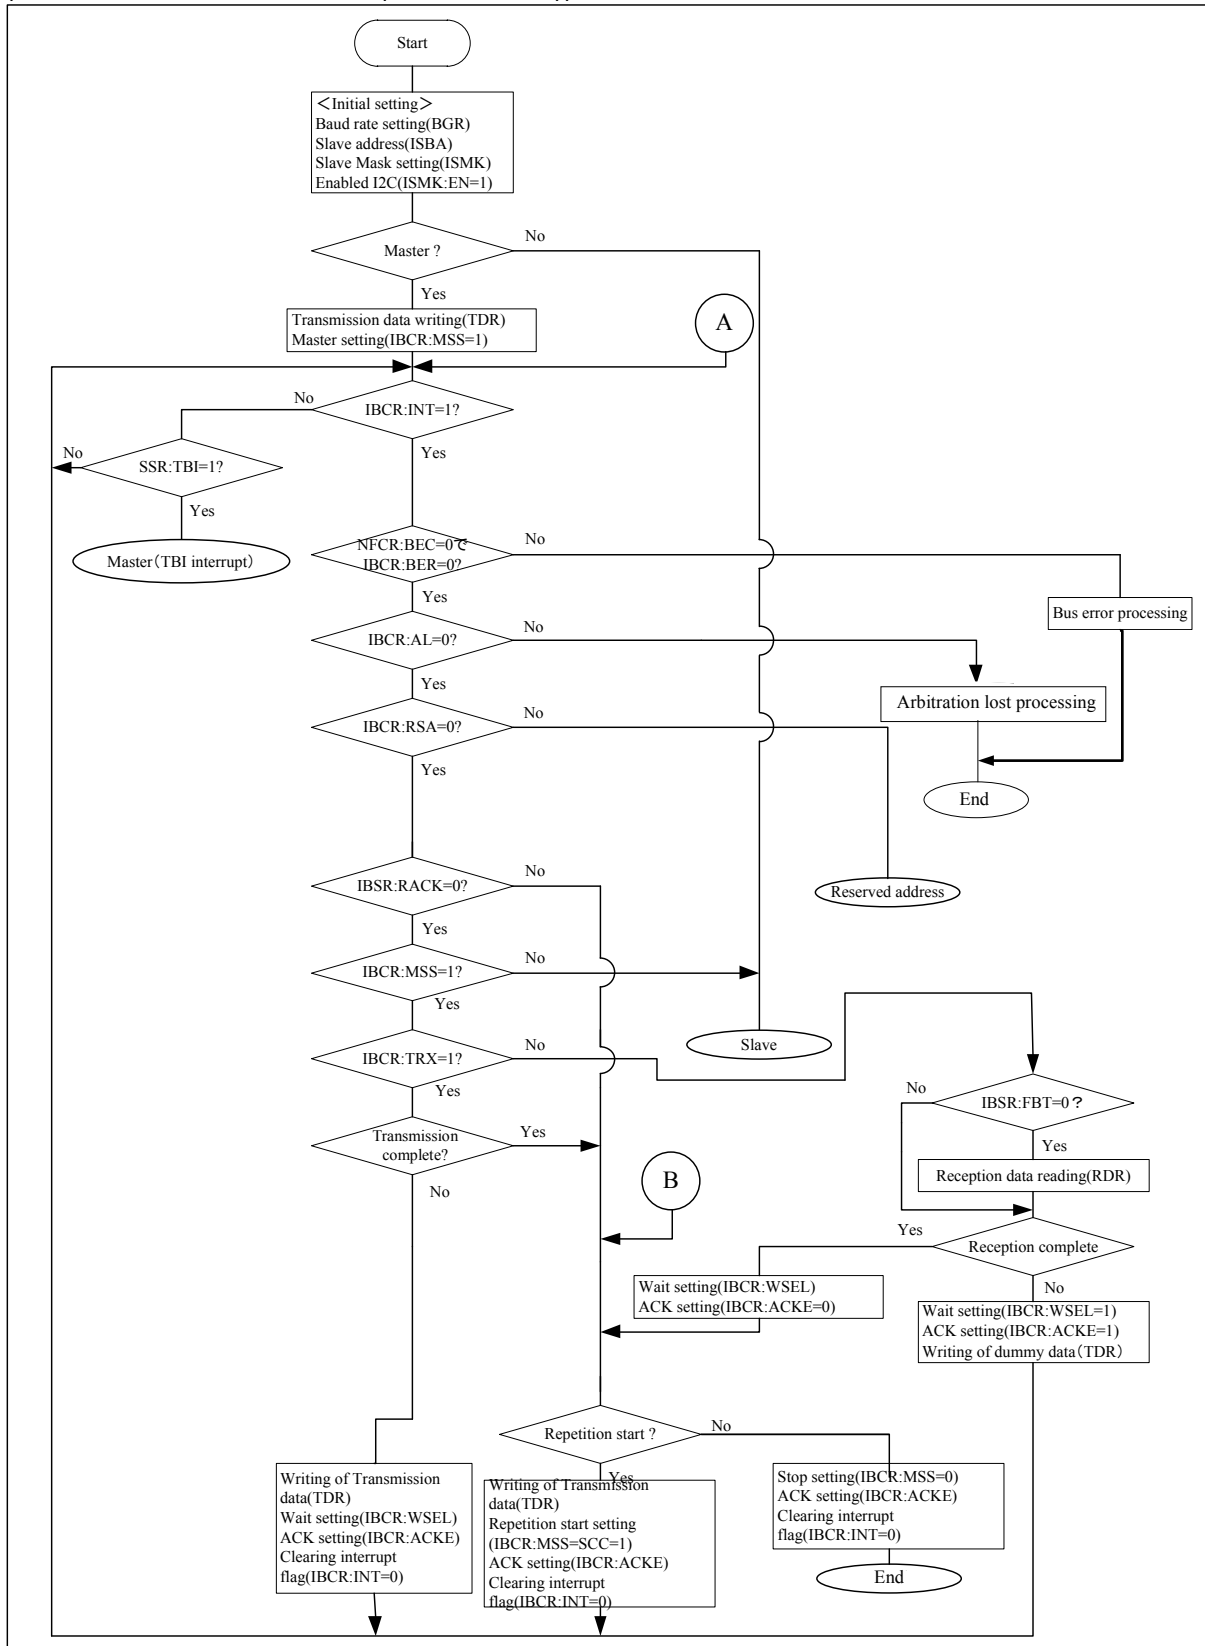 Start
＜Initial setting＞
Baud rate setting(BGR)
Slave address(ISBA)
Slave Mask setting(ISMK)
Enabled I2C(ISMK:EN=1)
Master ?
No
Yes
Transmission data writing(TDR)
Master setting(IBCR:MSS=1)
A
IBCR:INT=1?
No
Yes
SSR:TBI=1?
No
Yes
Master（TBI interrupt）
NFCR:BEC=0で
IBCR:BER=0?
No
Yes
Bus error processing
IBCR:AL=0?
No
Yes
Arbitration lost processing
IBCR:RSA=0?
No
Yes
End
Reserved address
IBSR:RACK=0?
No
Yes
IBCR:MSS=1?
No
Yes
Slave
IBCR:TRX=1?
No
Yes
IBSR:FBT=0？
No
Yes
Reception data reading(RDR)
Transmission
complete?
Yes
No
B
Reception complete
Yes
No
Wait setting(IBCR:WSEL)
ACK setting(IBCR:ACKE=0)
Wait setting(IBCR:WSEL=1)
ACK setting(IBCR:ACKE=1)
Writing of dummy data（TDR）
Repetition start ?
No
Yes
Writing of Transmission
data(TDR)
Wait setting(IBCR:WSEL)
ACK setting(IBCR:ACKE)
Clearing interrupt
flag(IBCR:INT=0)
Writing of Transmission
data(TDR)
Repetition start setting
(IBCR:MSS=SCC=1)
ACK setting(IBCR:ACKE)
Clearing interrupt
flag(IBCR:INT=0)
Stop setting(IBCR:MSS=0)
ACK setting(IBCR:ACKE)
Clearing interrupt
flag(IBCR:INT=0)
End